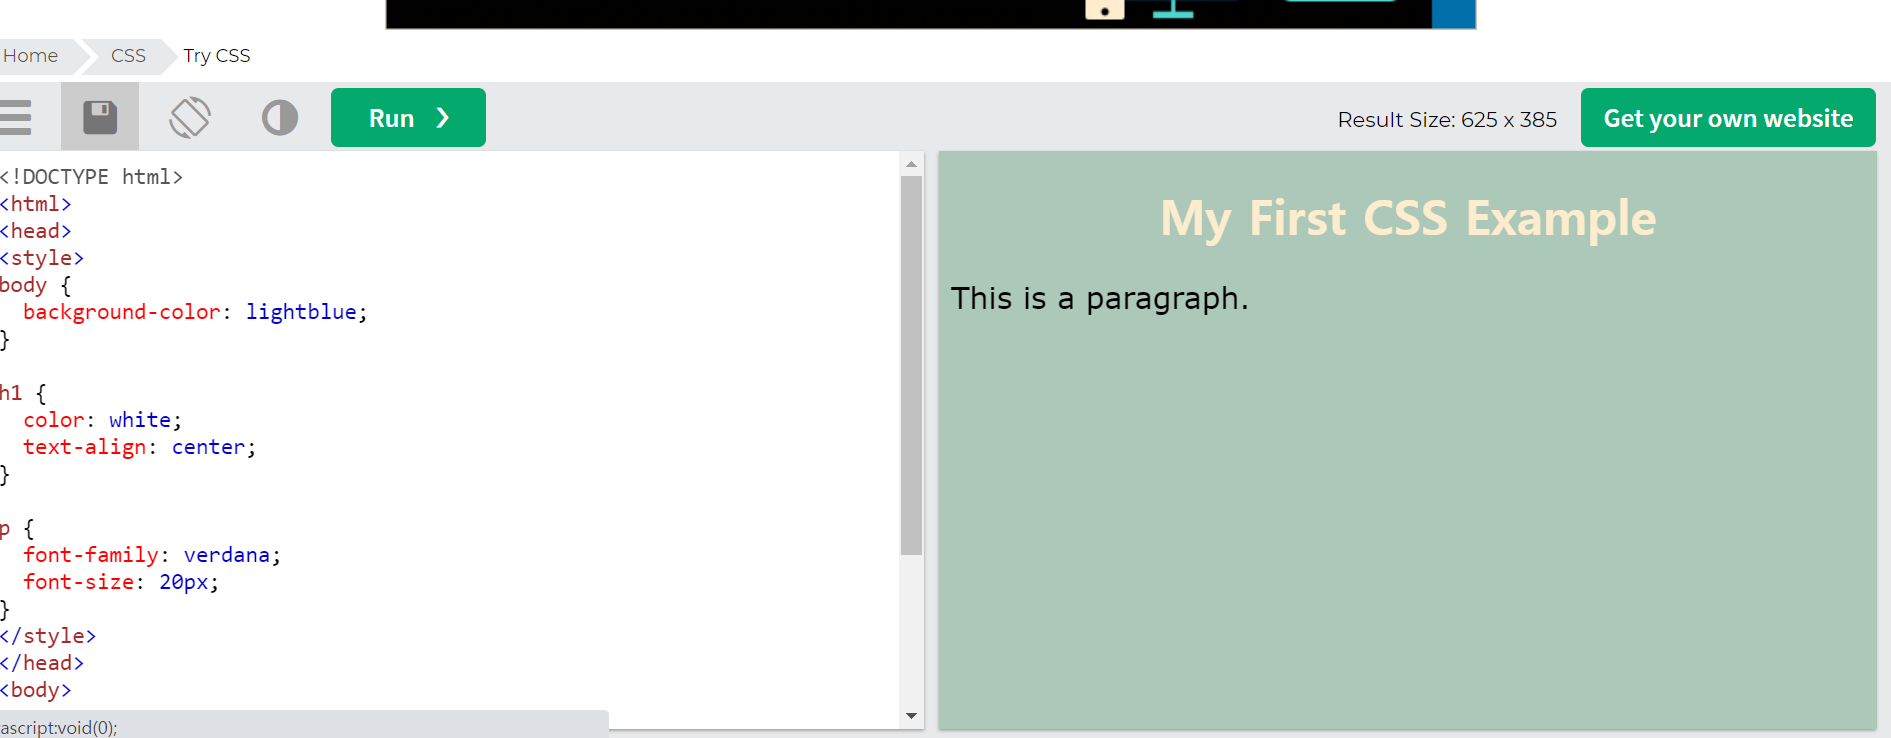 Home CSS Try CSS
Run ❯
Result Size: 625 x 385
Get your own website
<!DOCTYPE html>
<html>
<head>
<style>
body {
  background-color: lightblue;
}

h1 {
  color: white;
  text-align: center;
}

p {
  font-family: verdana;
  font-size: 20px;
}
</style>
</head>
<body>
ascript:void(0);
My First CSS Example
This is a paragraph.